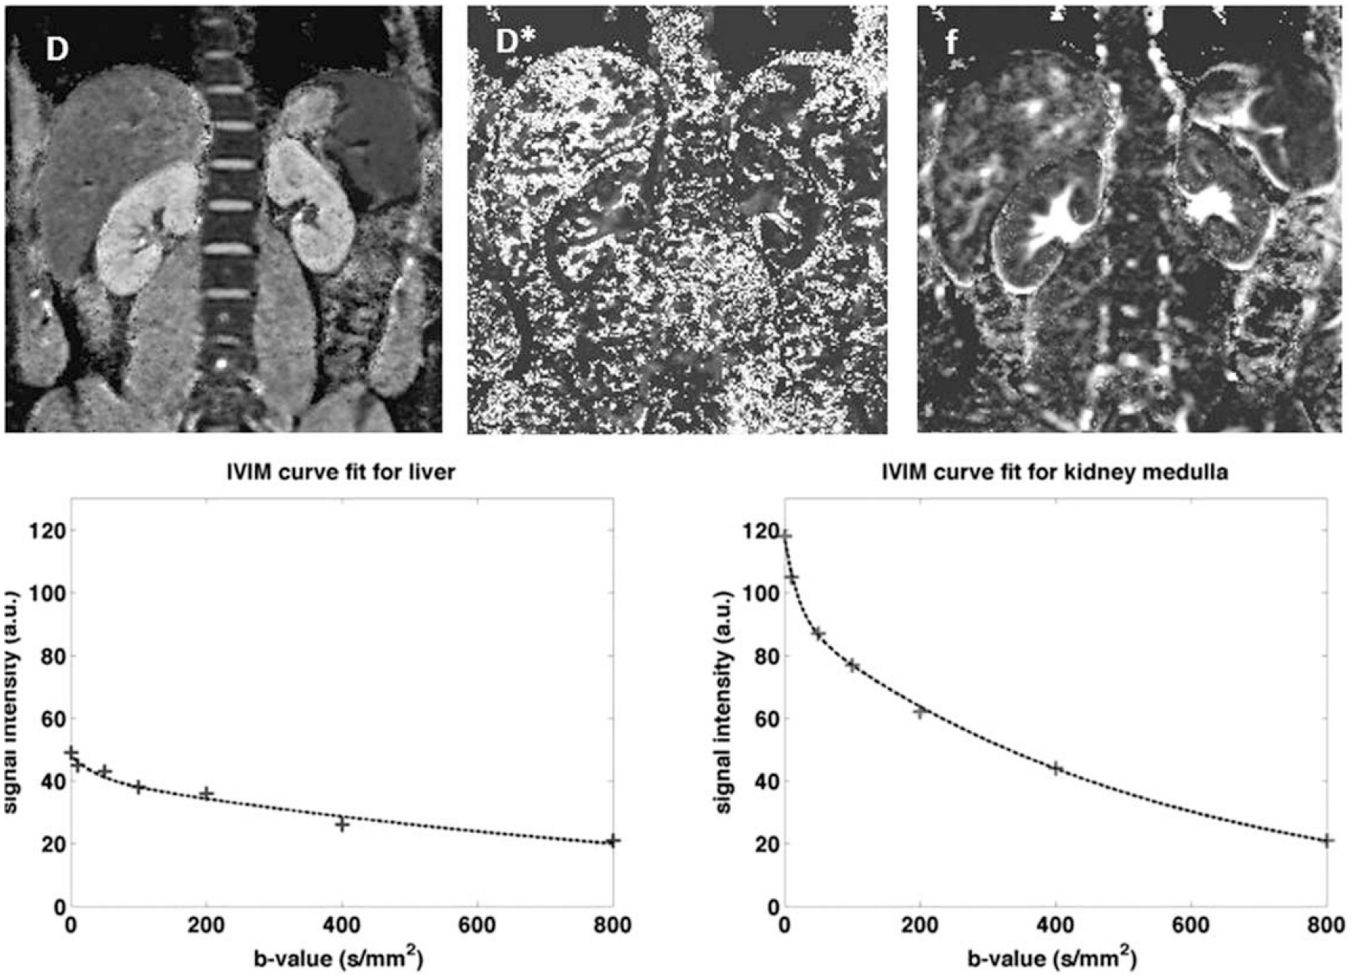 D
D*
f
IVIM curve fit for liver
120
100
80
60
40
20
0
0 200 400 600 800
signal intensity (a.u.)
b-value (s/mm²)
IVIM curve fit for kidney medulla
120
100
80
60
40
20
0
0 200 400 600 800
signal intensity (a.u.)
b-value (s/mm²)